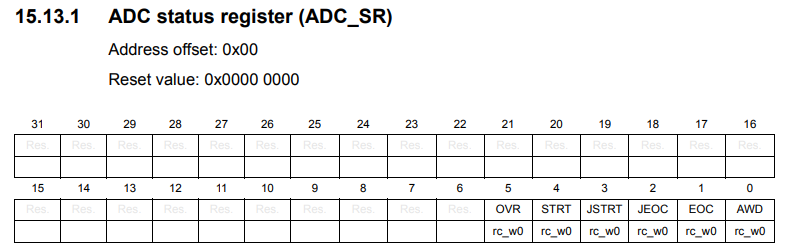 15.13.1 ADC status register (ADC_SR)
Address offset: 0x00
Reset value: 0x0000 0000
31 30 29 28 27 26 25 24 23 22 21 20 19 18 17 16
Res. Res. Res. Res. Res. Res. Res. Res. Res. Res. Res. Res. Res. Res. Res. Res.
15 14 13 12 11 10 9 8 7 6 5 4 3 2 1 0
Res. Res. Res. Res. Res. Res. Res. Res. Res. Res. OVR STRT JSTRT JEOC EOC AWD
rc_w0 rc_w0 rc_w0 rc_w0 rc_w0 rc_w0